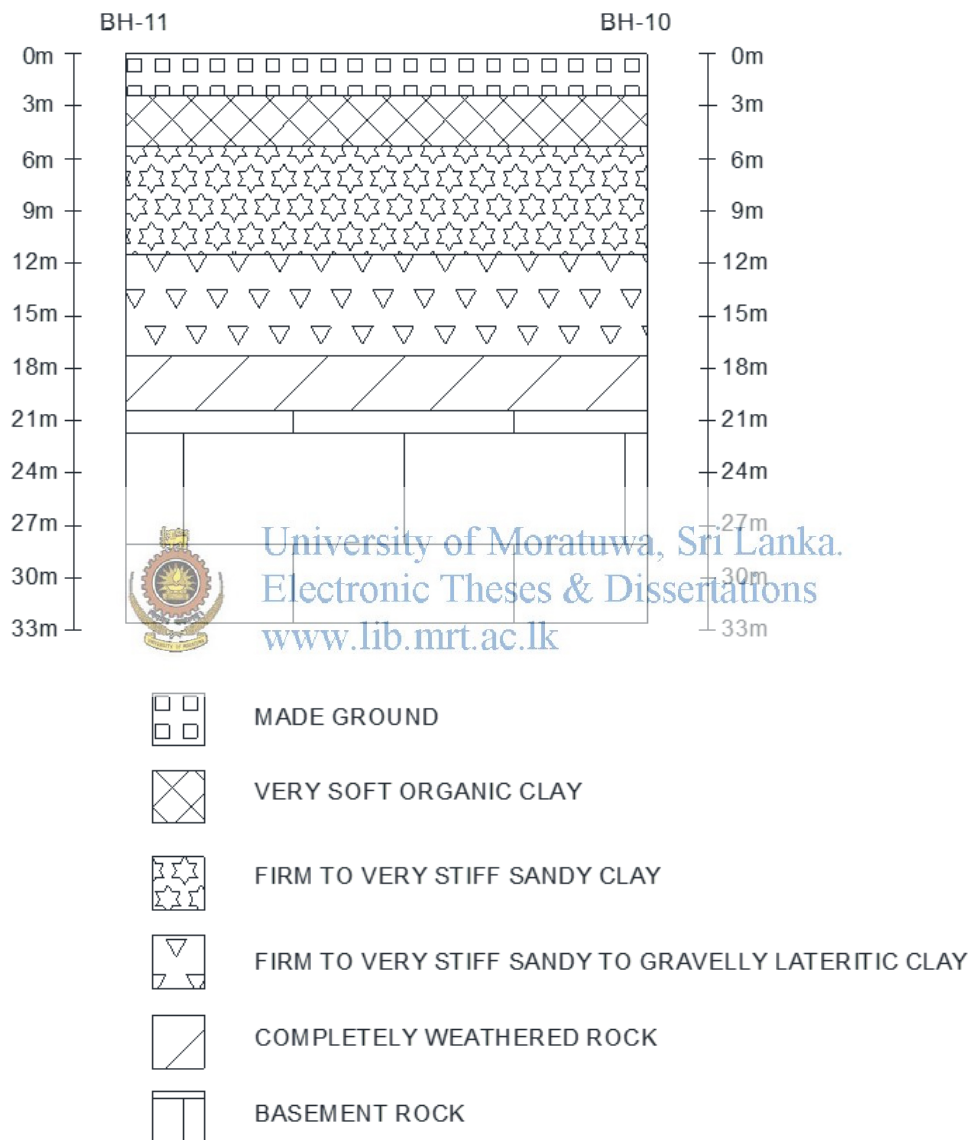 BH-11 BH-10
0m 0m
3m 3m
6m 6m
9m 9m
12m 12m
15m 15m
18m 18m
21m 21m
24m 24m
27m 27m
University of Moratuwa, Sri Lanka.
30m 30m
Electronic Theses & Dissertations
33m 33m
www.lib.mrt.ac.lk
MADE GROUND
VERY SOFT ORGANIC CLAY
FIRM TO VERY STIFF SANDY CLAY
FIRM TO VERY STIFF SANDY TO GRAVELLY LATERITIC CLAY
COMPLETELY WEATHERED ROCK
BASEMENT ROCK